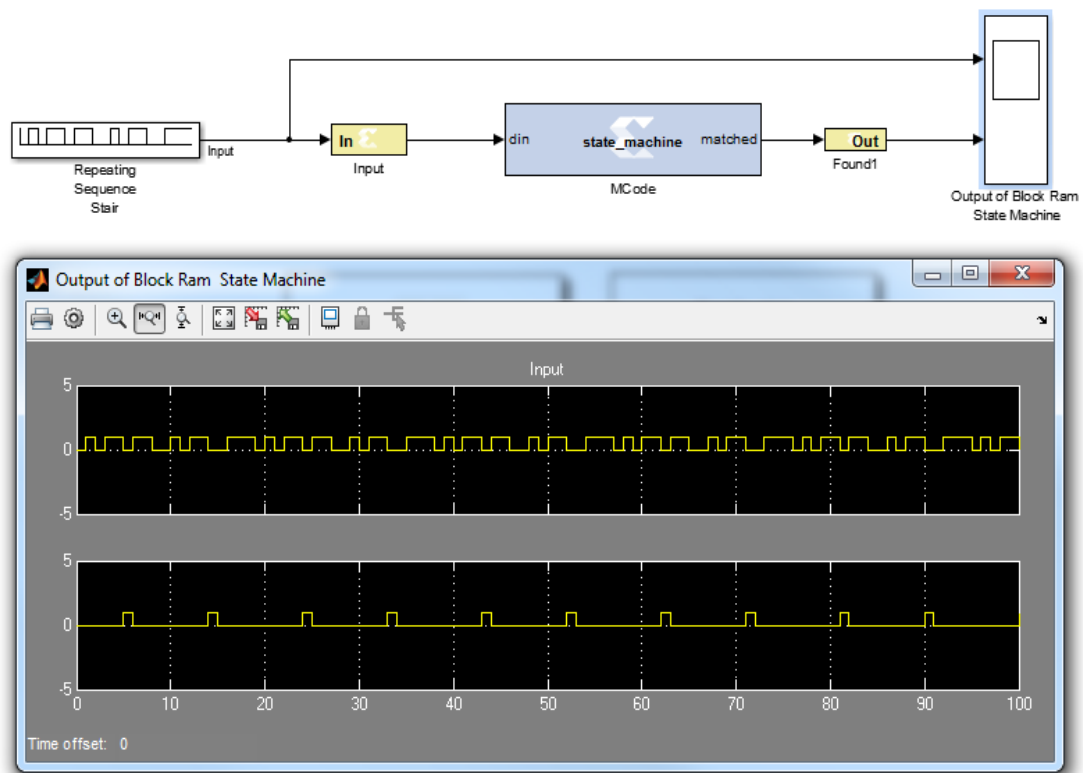 Input
Repeating
Sequence
Stair
In
Input
din
state_machine
matched
MCode
Out
Found1
Output of Block Ram
State Machine
Output of Block Ram State Machine
Input
5
0
-5
5
0
-5
0
10
20
30
40
50
60
70
80
90
100
Time offset: 0